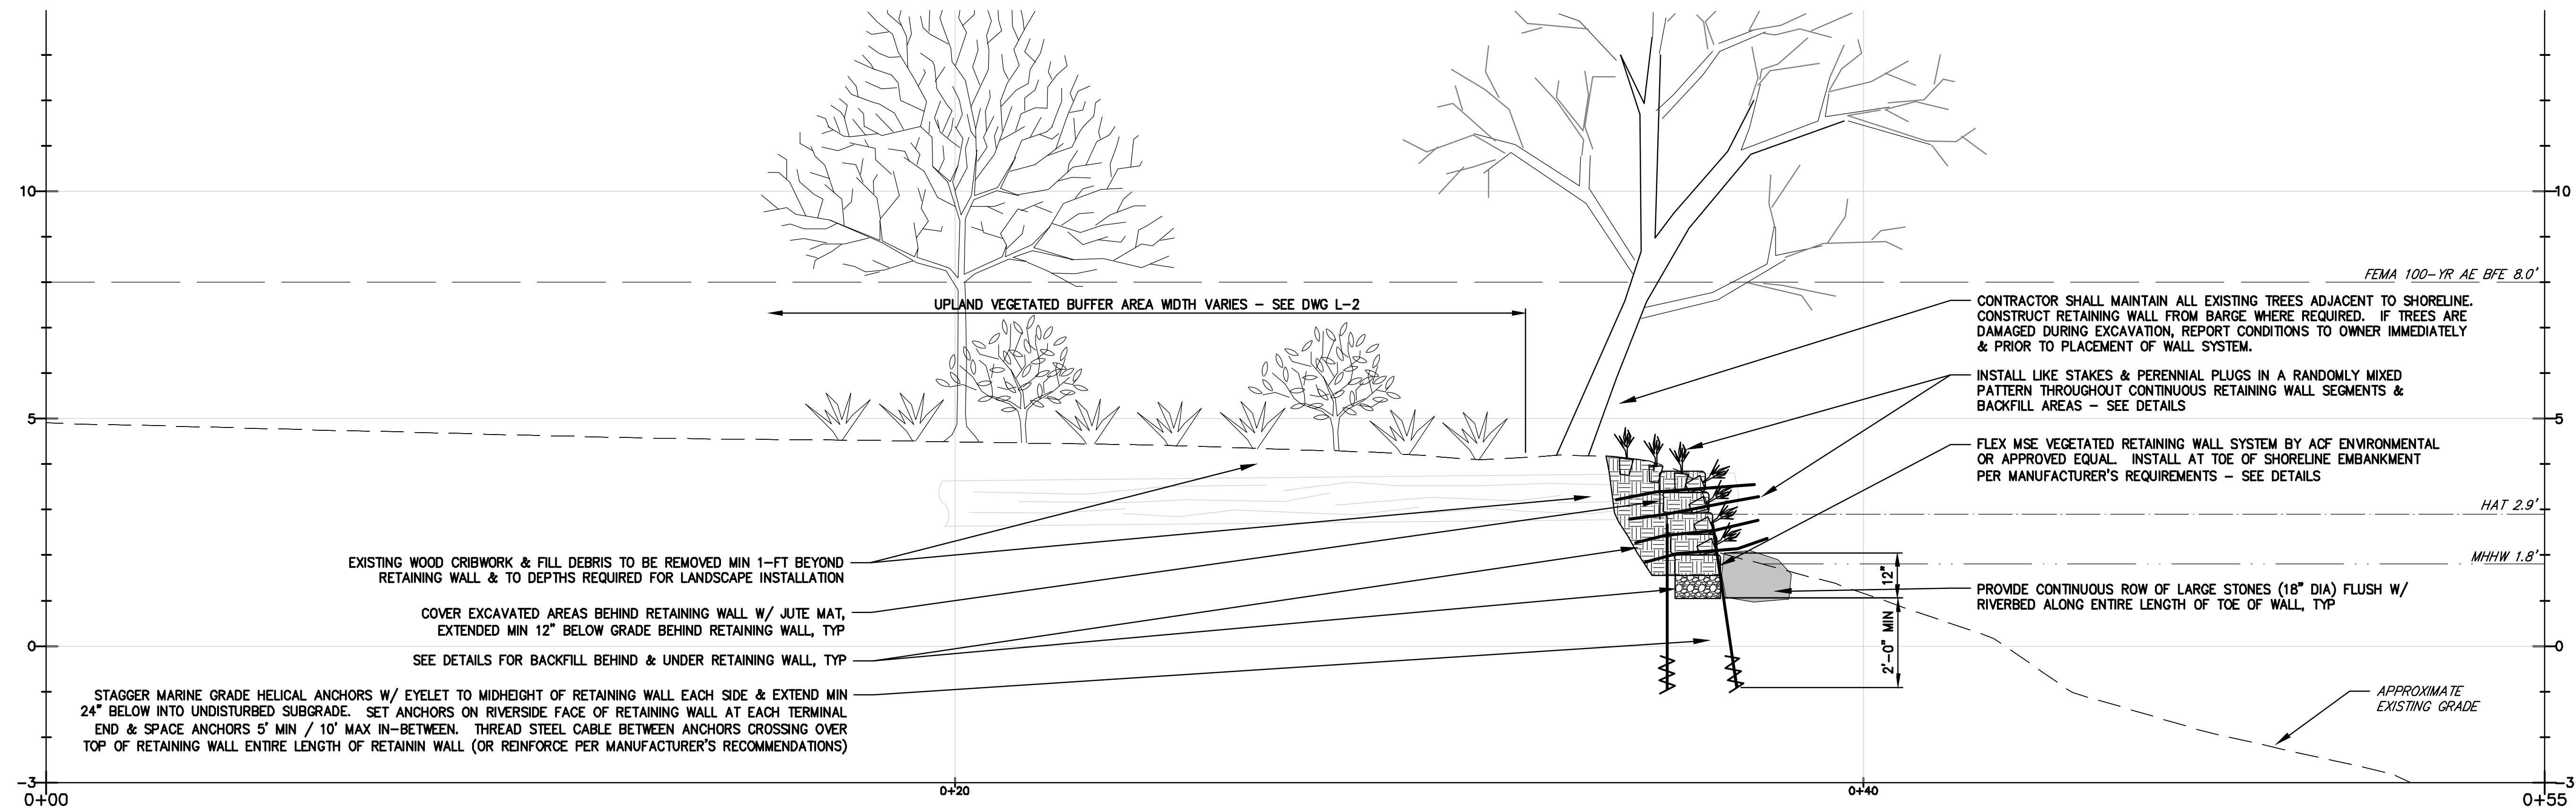 10
10
FEMA 100-YR AE BFE 8.0'
UPLAND VEGETATED BUFFER AREA WIDTH VARIES - SEE DWG L-2
CONTRACTOR SHALL MAINTAIN ALL EXISTING TREES ADJACENT TO SHORELINE.
CONSTRUCT RETAINING WALL FROM BARGE WHERE REQUIRED. IF TREES ARE
DAMAGED DURING EXCAVATION, REPORT CONDITIONS TO OWNER IMMEDIATELY
& PRIOR TO PLACEMENT OF WALL SYSTEM.
INSTALL LIKE STAKES & PERENNIAL PLUGS IN A RANDOMLY MIXED
PATTERN THROUGHOUT CONTINUOUS RETAINING WALL SEGMENTS &
BACKFILL AREAS - SEE DETAILS
5
5
FLEX MSE VEGETATED RETAINING WALL SYSTEM BY ACF ENVIRONMENTAL
OR APPROVED EQUAL. INSTALL AT TOE OF SHORELINE EMBANKMENT
PER MANUFACTURER'S REQUIREMENTS - SEE DETAILS
HAT 2.9'
MHHW 1.8'
EXISTING WOOD CRIBWORK & FILL DEBRIS TO BE REMOVED MIN 1-FT BEYOND
RETAINING WALL & TO DEPTHS REQUIRED FOR LANDSCAPE INSTALLATION
12"
PROVIDE CONTINUOUS ROW OF LARGE STONES (18" DIA) FLUSH W/
RIVERBED ALONG ENTIRE LENGTH OF TOE OF WALL, TYP
COVER EXCAVATED AREAS BEHIND RETAINING WALL W/ JUTE MAT,
EXTENDED MIN 12" BELOW GRADE BEHIND RETAINING WALL, TYP
2'-0" MIN
0
0
SEE DETAILS FOR BACKFILL BEHIND & UNDER RETAINING WALL, TYP
STAGGER MARINE GRADE HELICAL ANCHORS W/ EYELET TO MIDHEIGHT OF RETAINING WALL EACH SIDE & EXTEND MIN
24" BELOW INTO UNDISTURBED SUBGRADE. SET ANCHORS ON RIVERSIDE FACE OF RETAINING WALL AT EACH TERMINAL
END & SPACE ANCHORS 5' MIN / 10' MAX IN-BETWEEN. THREAD STEEL CABLE BETWEEN ANCHORS CROSSING OVER
TOP OF RETAINING WALL ENTIRE LENGTH OF RETAININ WALL (OR REINFORCE PER MANUFACTURER'S RECOMMENDATIONS)
APPROXIMATE
EXISTING GRADE
-3
-3
0+00
0+20
0+40
0+55